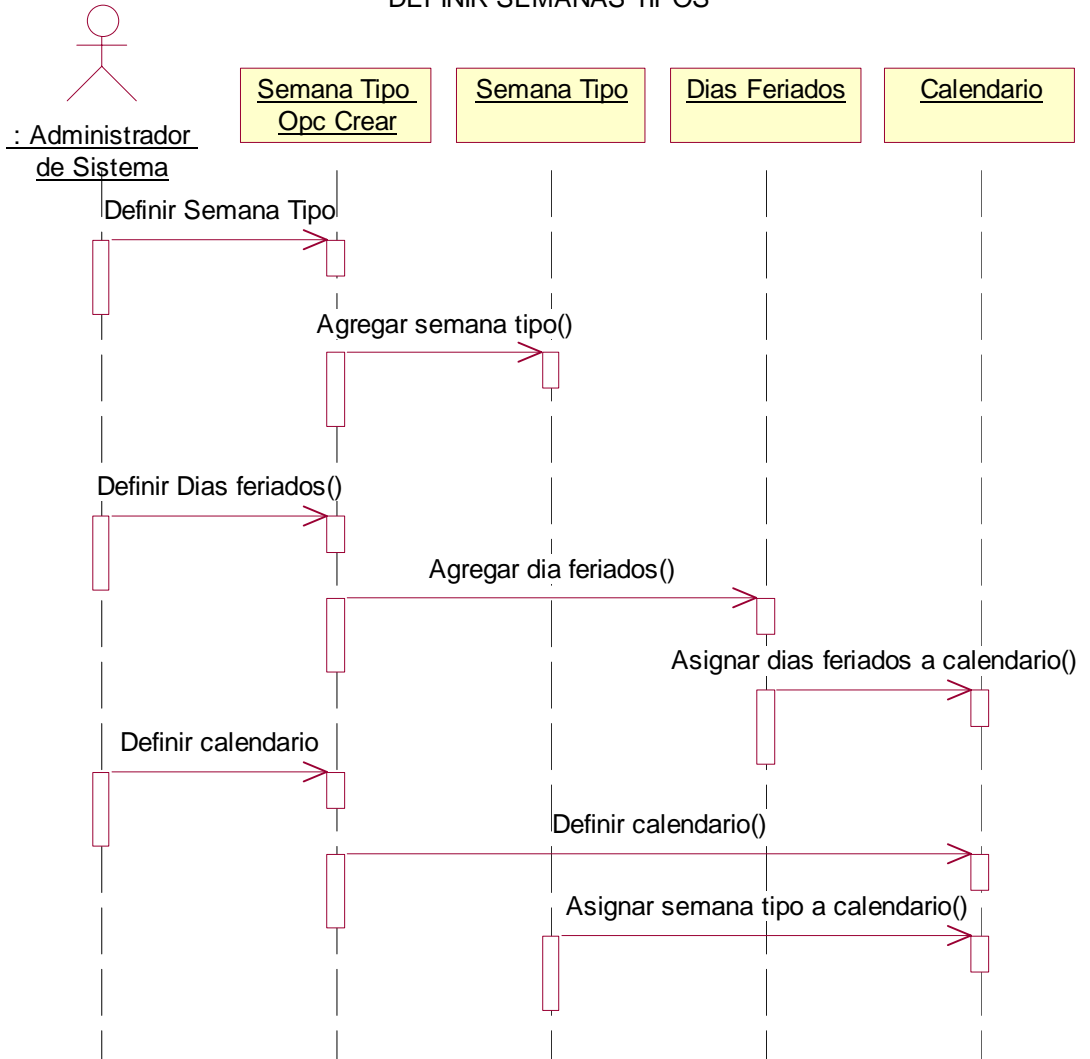 DEFINIR SEMANAS TIPOS
Semana Tipo
Opc Crear
Semana Tipo
Dias Feriados
Calendario
: Administrador
de Sistema
Definir Semana Tipo
Agregar semana tipo()
Definir Dias feriados()
Agregar dia feriados()
Asignar dias feriados a calendario()
Definir calendario
Definir calendario()
Asignar semana tipo a calendario()